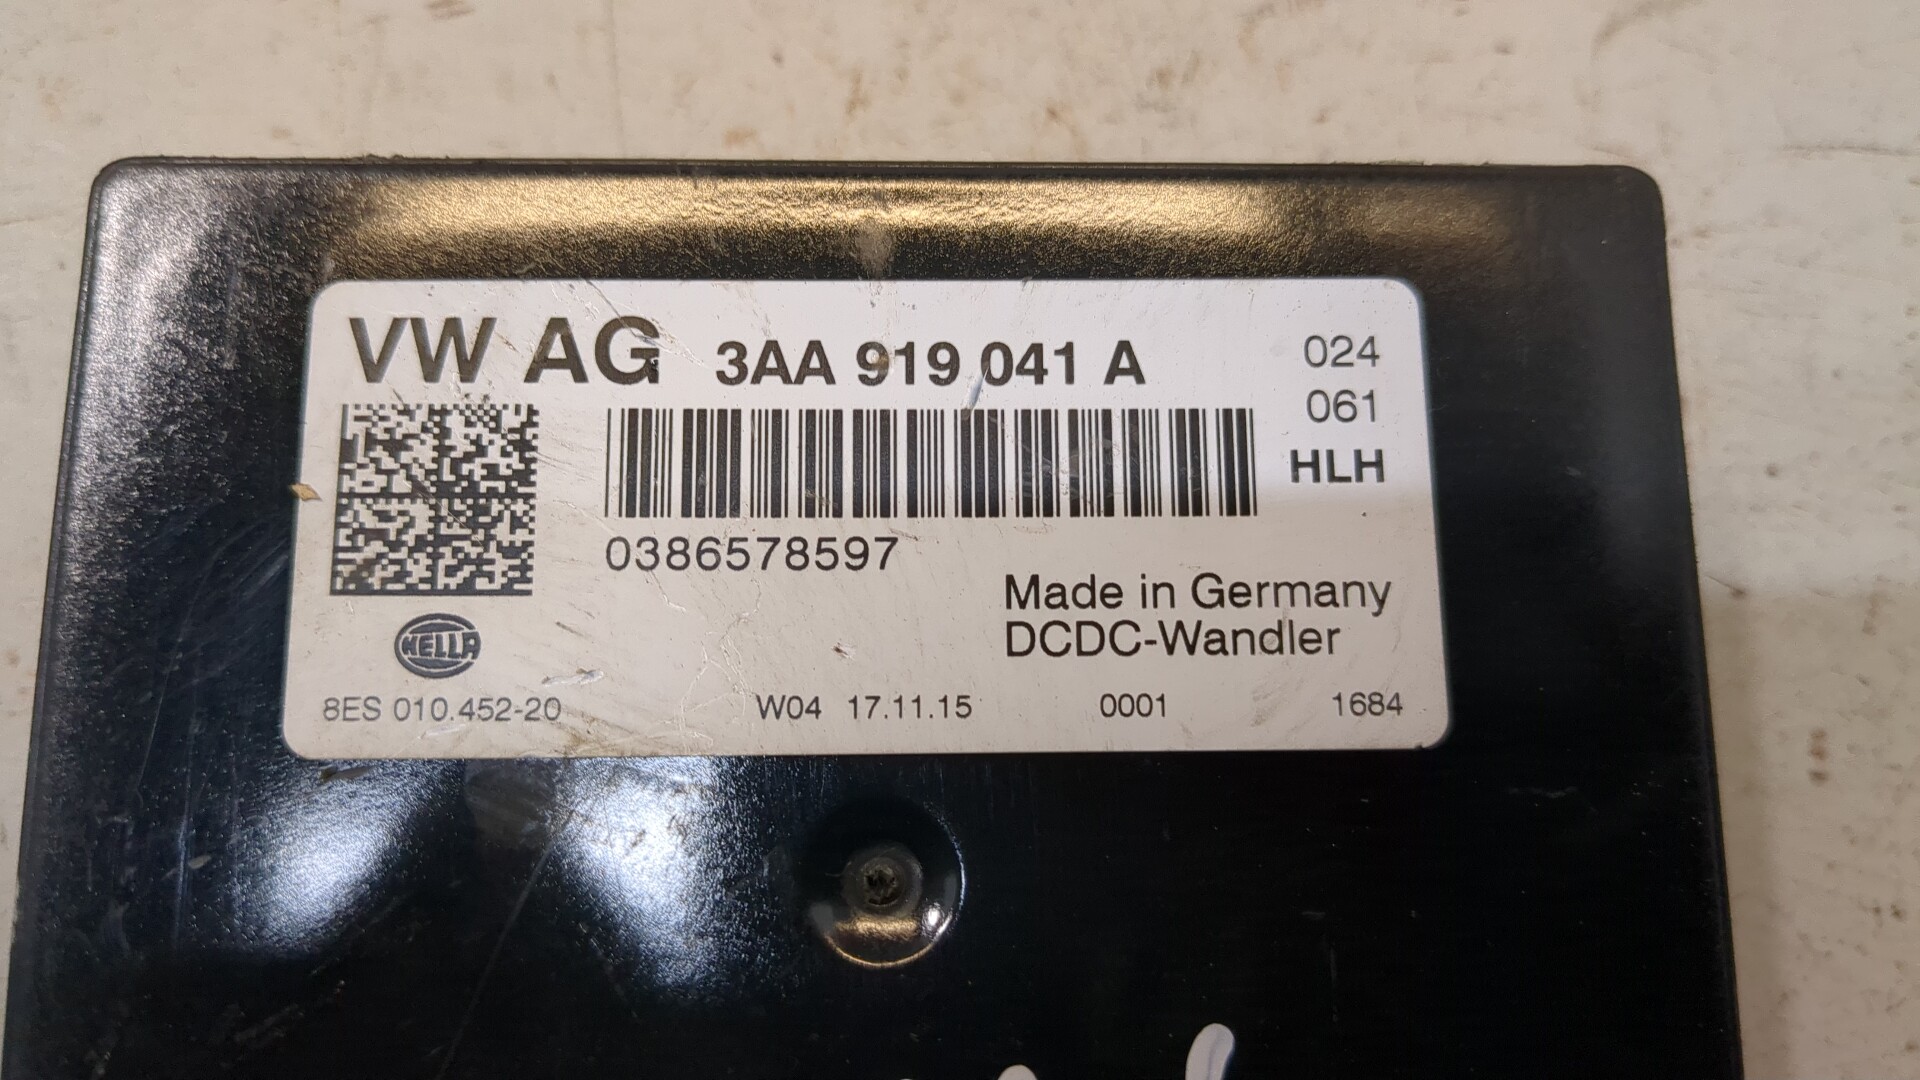 VW AG 3AA 919 041 A
024
061
HLH
0386578597
Made in Germany
DCDC-Wandler
HELLA
8ES 010.452-20 W04 17.11.15 0001 1684